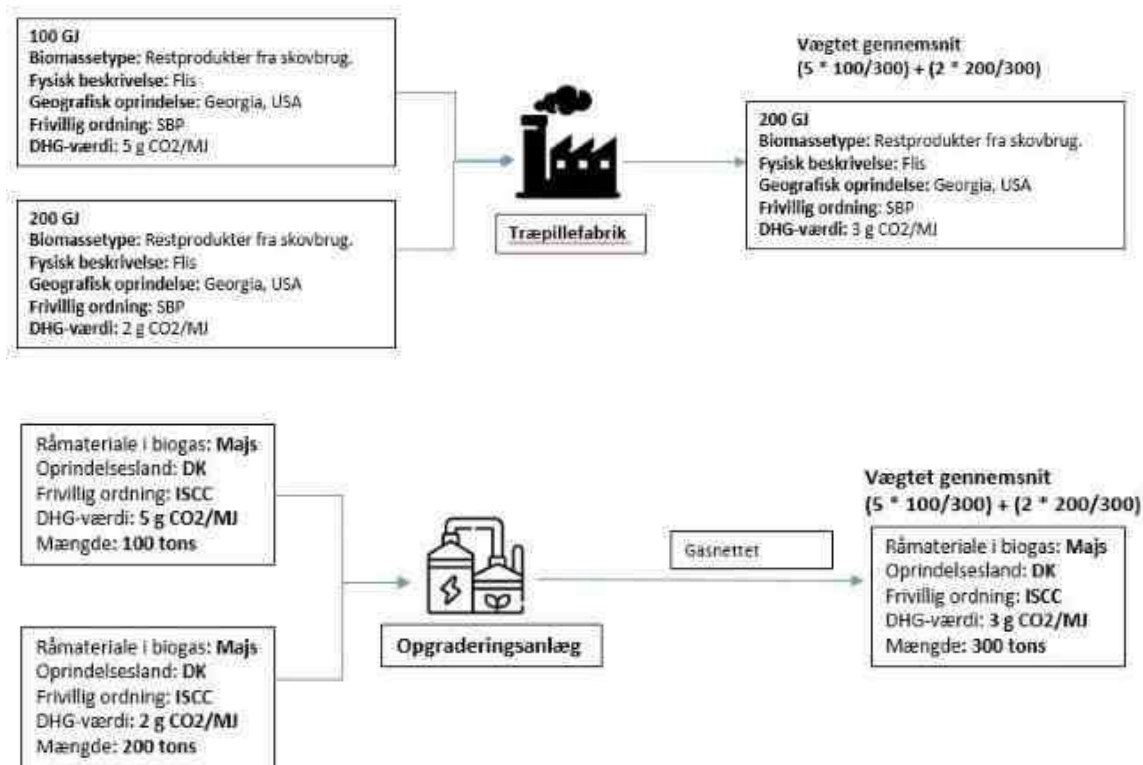 100 GJ
Biomassetype: Restprodukter fra skovbrug.
Fysisk beskrivelse: Flis
Geografisk oprindelse: Georgia, USA
Frivillig ordning: SBP
DHG-værdi: 5 g CO2/MJ
200 GJ
Biomassetype: Restprodukter fra skovbrug.
Fysisk beskrivelse: Flis
Geografisk oprindelse: Georgia, USA
Frivillig ordning: SBP
DHG-værdi: 2 g CO2/MJ
Træpillefabrik
Vægtet gennemsnit
(5 * 100/300) + (2 * 200/300)
200 GJ
Biomassetype: Restprodukter fra skovbrug.
Fysisk beskrivelse: Flis
Geografisk oprindelse: Georgia, USA
Frivillig ordning: SBP
DHG-værdi: 3 g CO2/MJ
Råmateriale i biogas: Majs
Oprindelsesland: DK
Frivillig ordning: ISCC
DHG-værdi: 5 g CO2/MJ
Mængde: 100 tons
Råmateriale i biogas: Majs
Oprindelsesland: DK
Frivillig ordning: ISCC
DHG-værdi: 2 g CO2/MJ
Mængde: 200 tons
Opgraderingsanlæg
Gasnettet
Vægtet gennemsnit
(5 * 100/300) + (2 * 200/300)
Råmateriale i biogas: Majs
Oprindelsesland: DK
Frivillig ordning: ISCC
DHG-værdi: 3 g CO2/MJ
Mængde: 300 tons